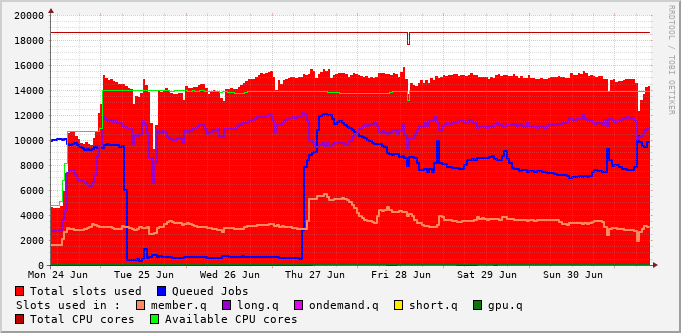 20000
18000
16000
14000
12000
10000
8000
6000
4000
2000
0
Mon 24 Jun Tue 25 Jun Wed 26 Jun Thu 27 Jun Fri 28 Jun Sat 29 Jun Sun 30 Jun
Total slots used Queued Jobs
Slots used in : member.q long.q ondemand.q short.q gpu.q
Total CPU cores Available CPU cores
RRDTOOL / TOBI OETIKER